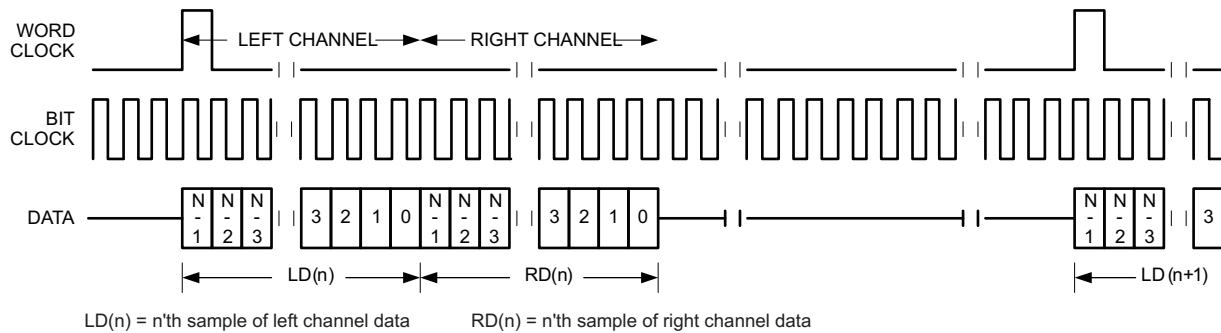 WORD
CLOCK
LEFT CHANNEL
RIGHT CHANNEL
BIT
CLOCK
DATA
N-1 N-2 N-3 3 2 1 0 N-1 N-2 N-3 3 2 1 0 N-1 N-2 N-3 3
LD(n) RD(n) LD(n+1)
LD(n) = n'th sample of left channel data RD(n) = n'th sample of right channel data